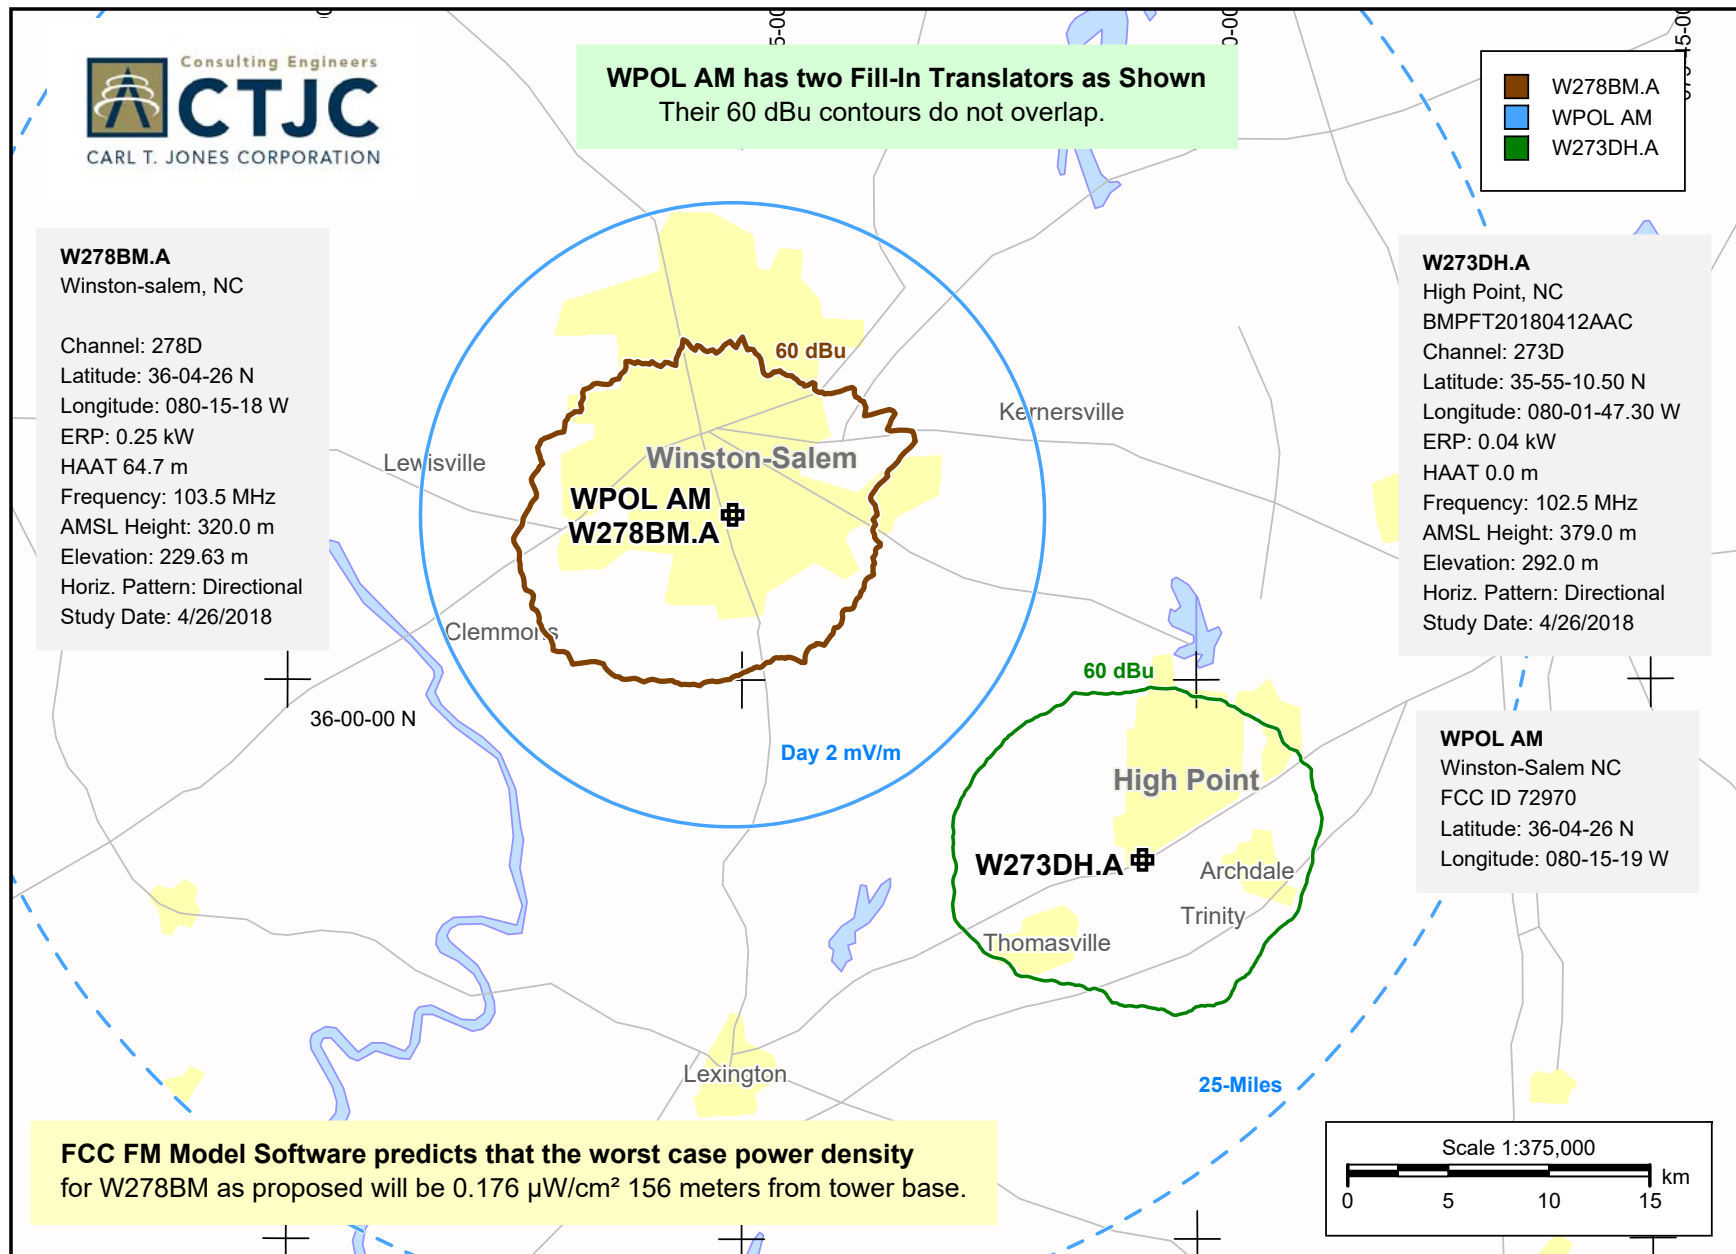 Consulting Engineers
CTJC
CARL T. JONES CORPORATION
WPOL AM has two Fill-In Translators as Shown
Their 60 dBu contours do not overlap.
W278BM.A
WPOL AM
W273DH.A
W278BM.A
Winston-salem, NC
Channel: 278D
Latitude: 36-04-26 N
Longitude: 080-15-18 W
ERP: 0.25 kW
HAAT 64.7 m
Frequency: 103.5 MHz
AMSL Height: 320.0 m
Elevation: 229.63 m
Horiz. Pattern: Directional
Study Date: 4/26/2018
W273DH.A
High Point, NC
BMPFT20180412AAC
Channel: 273D
Latitude: 35-55-10.50 N
Longitude: 080-01-47.30 W
ERP: 0.04 kW
HAAT 0.0 m
Frequency: 102.5 MHz
AMSL Height: 379.0 m
Elevation: 292.0 m
Horiz. Pattern: Directional
Study Date: 4/26/2018
60 dBu
Kernersville
Lewisville
Winston-Salem
WPOL AM
W278BM.A
Clemmons
36-00-00 N
Day 2 mV/m
60 dBu
High Point
W273DH.A
Archdale
Trinity
Thomasville
WPOL AM
Winston-Salem NC
FCC ID 72970
Latitude: 36-04-26 N
Longitude: 080-15-19 W
Lexington
25-Miles
FCC FM Model Software predicts that the worst case power density
for W278BM as proposed will be 0.176 µW/cm² 156 meters from tower base.
Scale 1:375,000
km
0 5 10 15